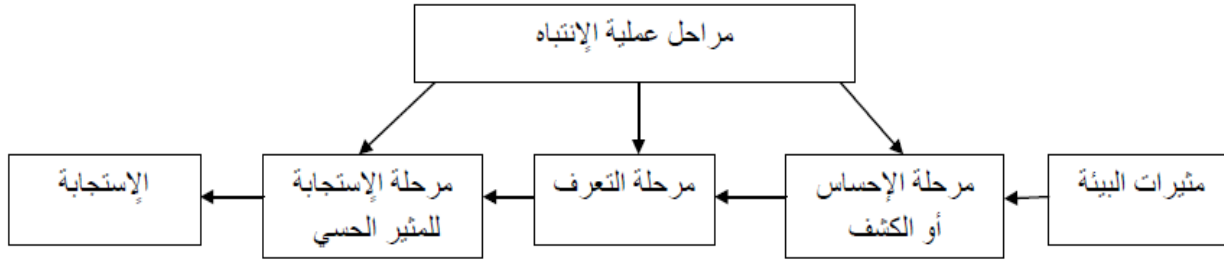 مراحل عملية الإنتباه
مثيرات البيئة
مرحلة الإحساس
أو الكشف
مرحلة التعرف
مرحلة الإستجابة
للمثير الحسي
الإستجابة